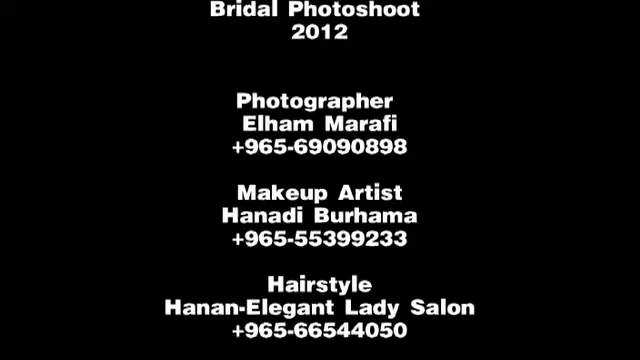 Bridal Photoshoot
2012
Photographer
Elham Marafi
+965-69090898
Makeup Artist
Hanadi Burhama
+965-55399233
Hairstyle
Hanan-Elegant Lady Salon
+965-66544050